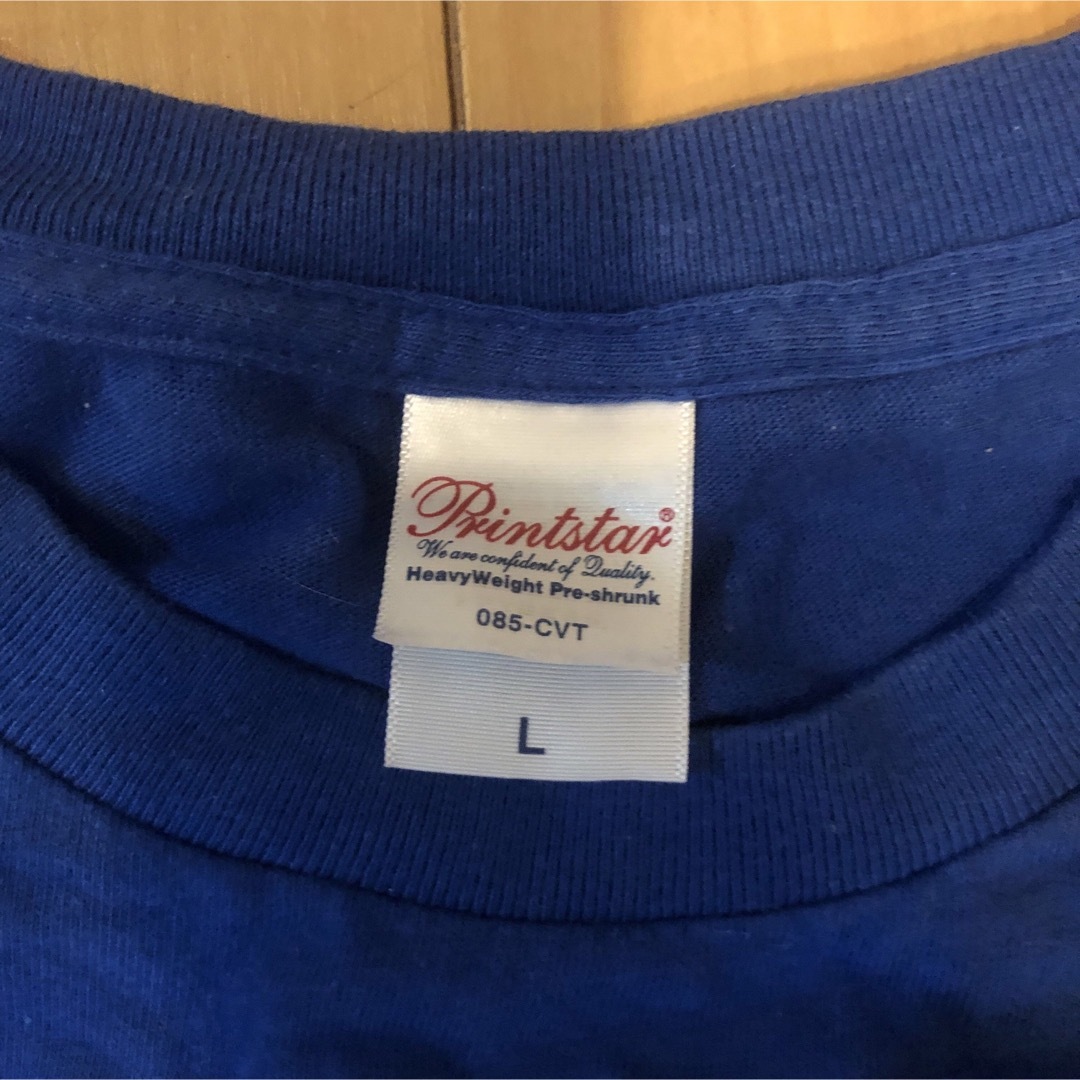 Printstar®
We are confident of Quality.
HeavyWeight Pre-shrunk
085-CVT
L